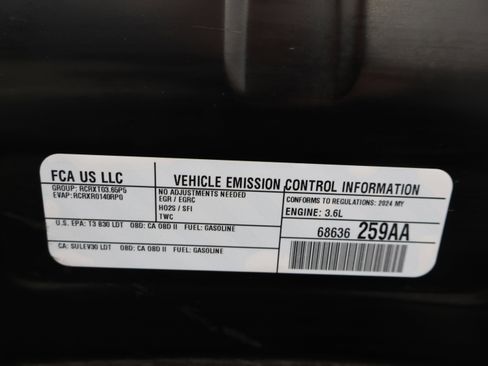 FCA US LLC
VEHICLE EMISSION CONTROL INFORMATION
GROUP: RCRXT03.65P5
EVAP: RCRXR0140RP0
NO ADJUSTMENTS NEEDED
EGR / EGRC
HO2S / SFI
TWC
CONFORMS TO REGULATIONS: 2024 MY
ENGINE: 3.6L
U.S. EPA: T3 B30 LDT OBD: CA OBD II FUEL: GASOLINE
CA: SULEV30 LDT OBD: CA OBD II FUEL: GASOLINE
68636 259AA